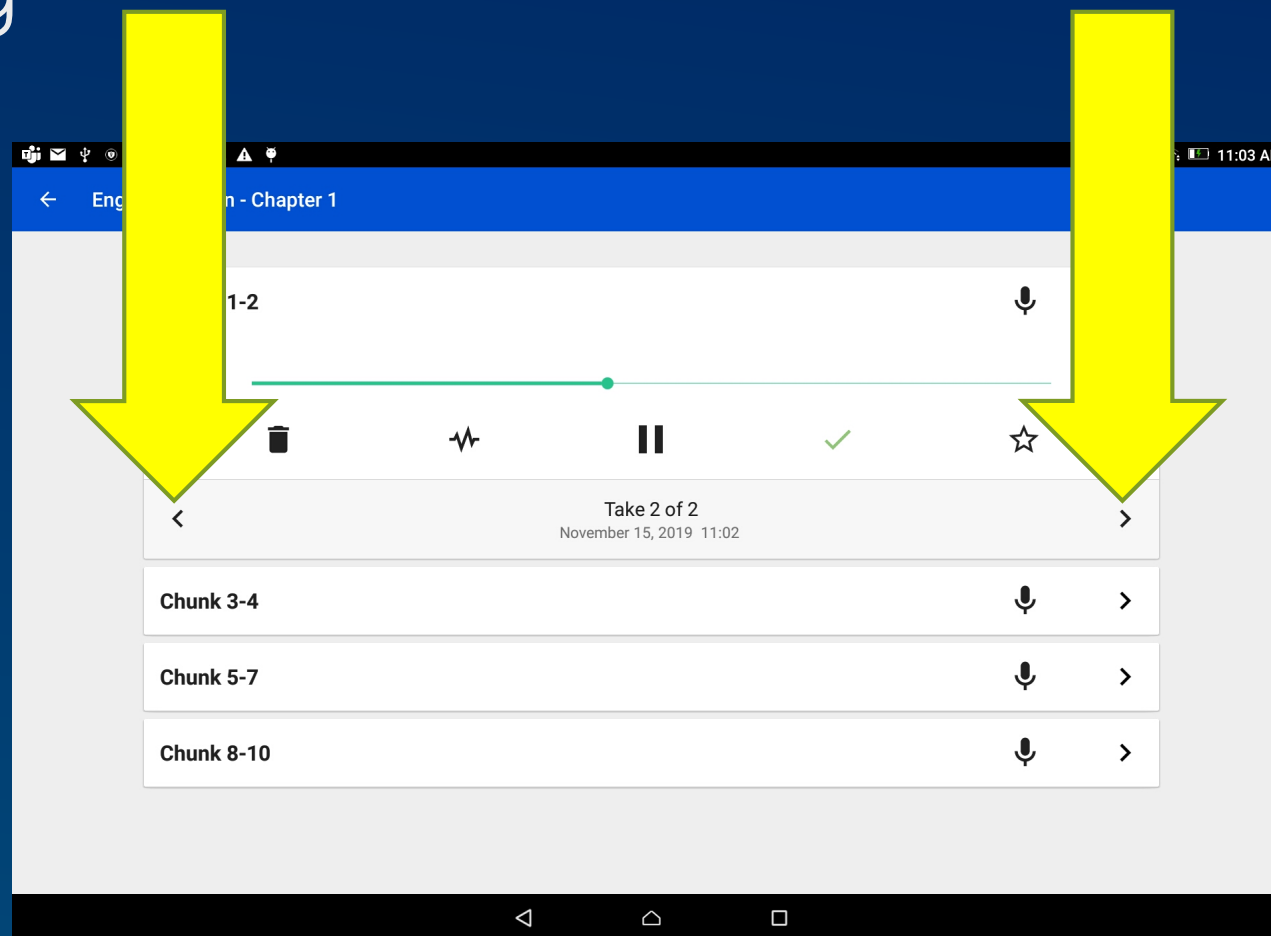 11:03 A
Eng n - Chapter 1
1-2
Take 2 of 2
November 15, 2019 11:02
Chunk 3-4
Chunk 5-7
Chunk 8-10